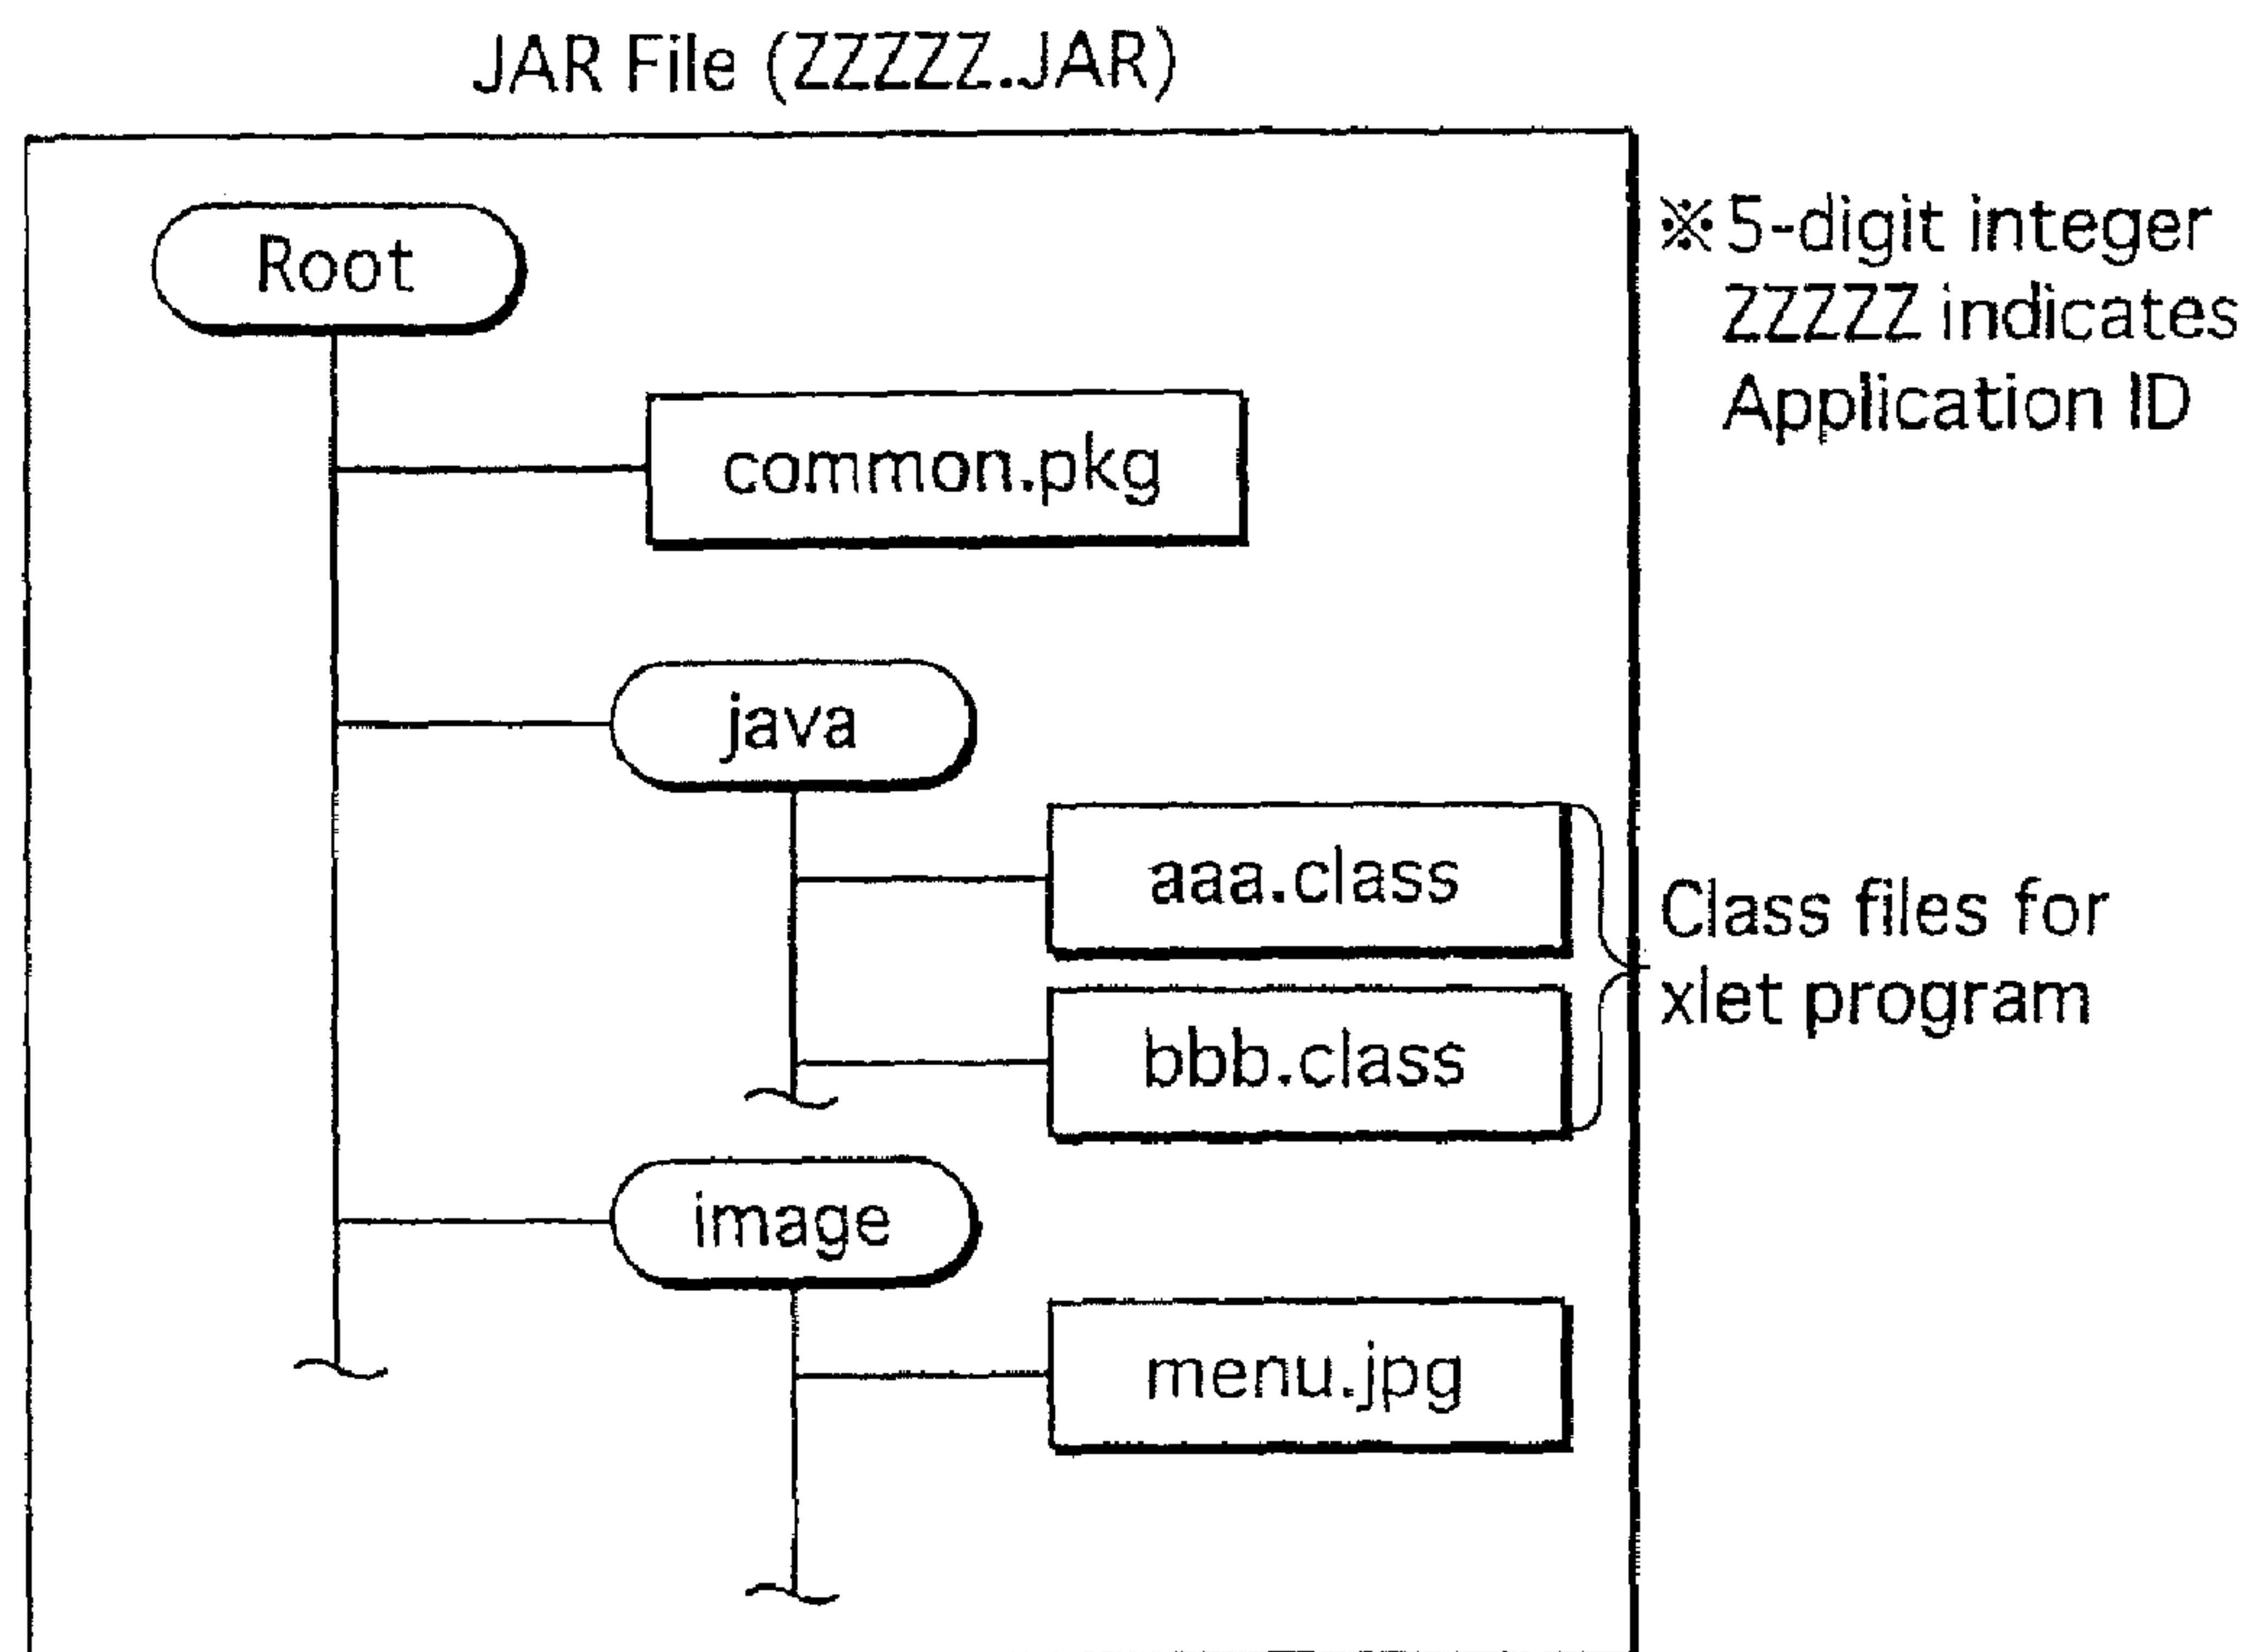 JAR File (ZZZZZ.JAR)
Root
※5-digit integer
ZZZZZ indicates
Application ID
common.pkg
java
aaa.class
Class files for
xlet program
bbb.class
image
menu.jpg